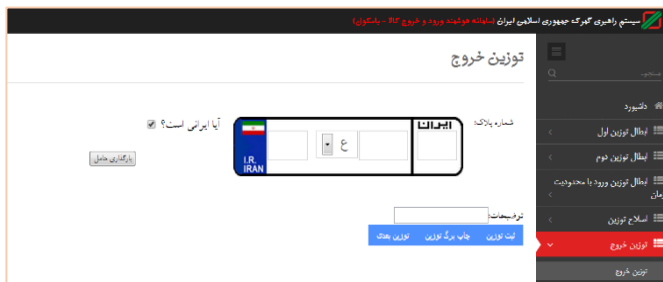 سیستم راهبری گمرک جمهوری اسلامی ایران (سامانه هوشمند ورود و خروج کالا - باسکول)
توزین خروج
جستجو..
داشبورد
ابطال توزین اول
ابطال توزین دوم
ابطال توزین ورود با محدودیت
زمان
اصلاح توزین
توزین خروج
توزین خروج
شماره پلاک:
ایران
ع
I.R.
IRAN
آیا ایرانی است؟
بارگذاری حامل
توضیحات:
ثبت توزین
چاپ برگ توزین
توزین بعدی